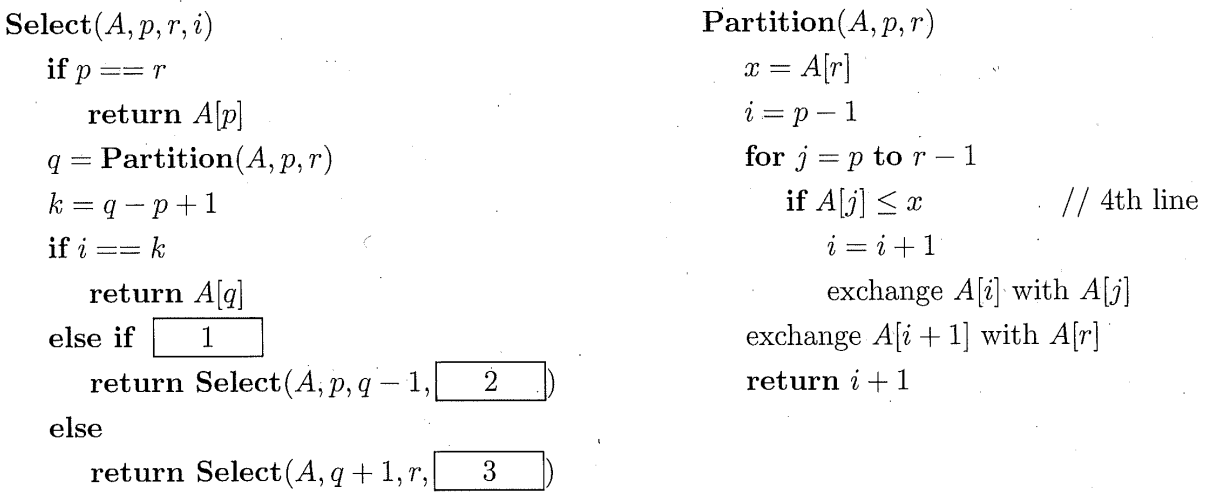 Select(A, p, r, i)
if p == r
return A[p]
q = Partition(A, p, r)
k = q − p + 1
if i == k
return A[q]
else if 1
return Select(A, p, q − 1, 2)
else
return Select(A, q + 1, r, 3)
Partition(A, p, r)
x = A[r]
i = p − 1
for j = p to r − 1
if A[j] ≤ x // 4th line
i = i + 1
exchange A[i] with A[j]
exchange A[i + 1] with A[r]
return i + 1